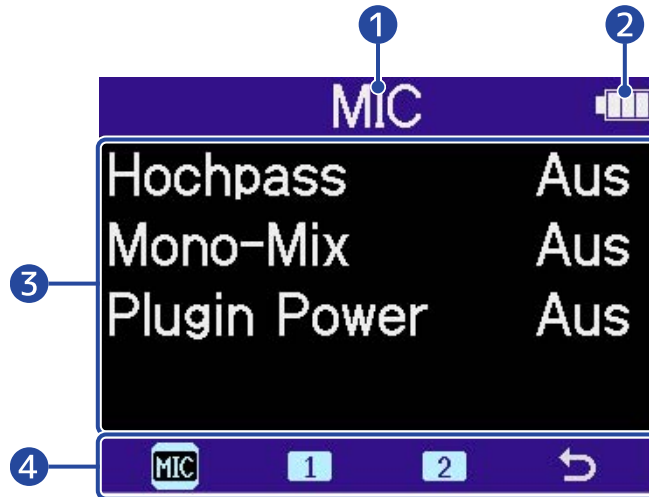 1 2
MIC
Hochpass Aus
Mono-Mix Aus
3
Plugin Power Aus
4 MIC 1 2